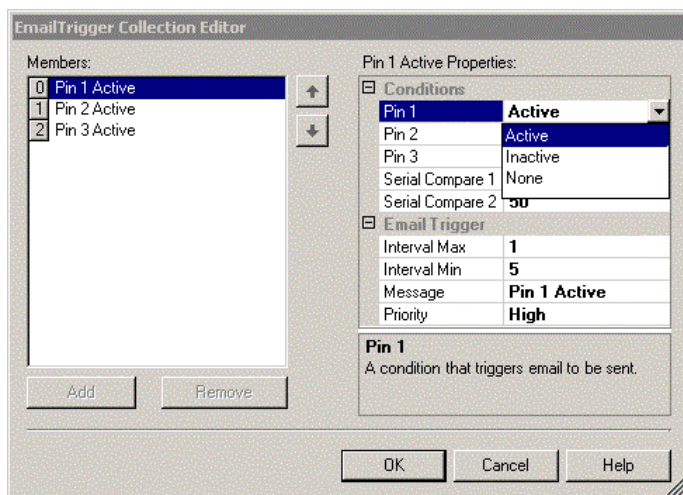 EmailTrigger Collection Editor
Members:
0 Pin 1 Active
1 Pin 2 Active
2 Pin 3 Active
Add
Remove
Pin 1 Active Properties:
Conditions
Pin 1 Active
Pin 2
Active
Pin 3
Inactive
Serial Compare 1
None
Serial Compare 2 50
Email Trigger
Interval Max 1
Interval Min 5
Message Pin 1 Active
Priority High
Pin 1
A condition that triggers email to be sent.
OK
Cancel
Help